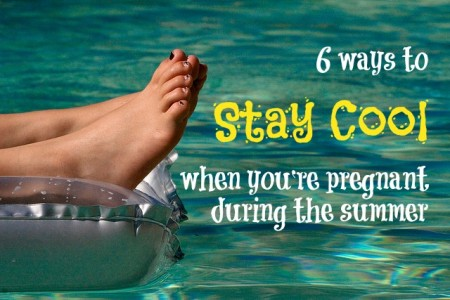 6 ways to
Stay Cool
when you're pregnant
during the summer